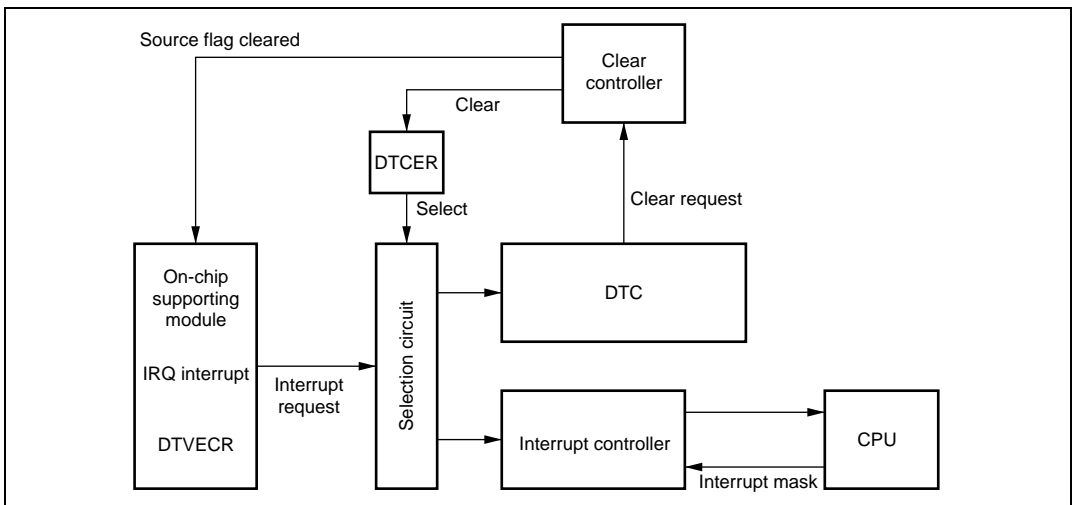 Source flag cleared
Clear
controller
Clear
DTCER
Clear request
Select
On-chip
supporting
module
DTC
Selection circuit
IRQ interrupt
Interrupt
request
DTVECR
Interrupt controller
CPU
Interrupt mask